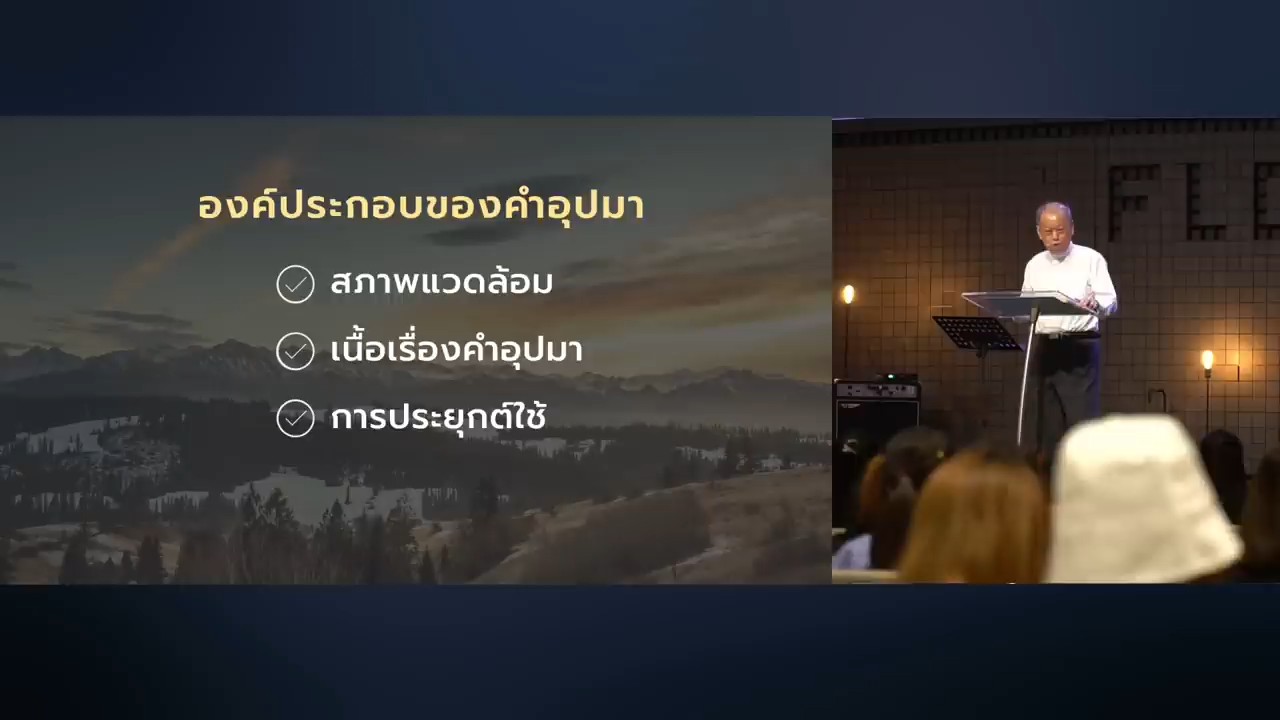 องค์ประกอบของคำอุปมา
สภาพแวดล้อม
เนื้อเรื่องคำอุปมา
การประยุกต์ใช้
FLO